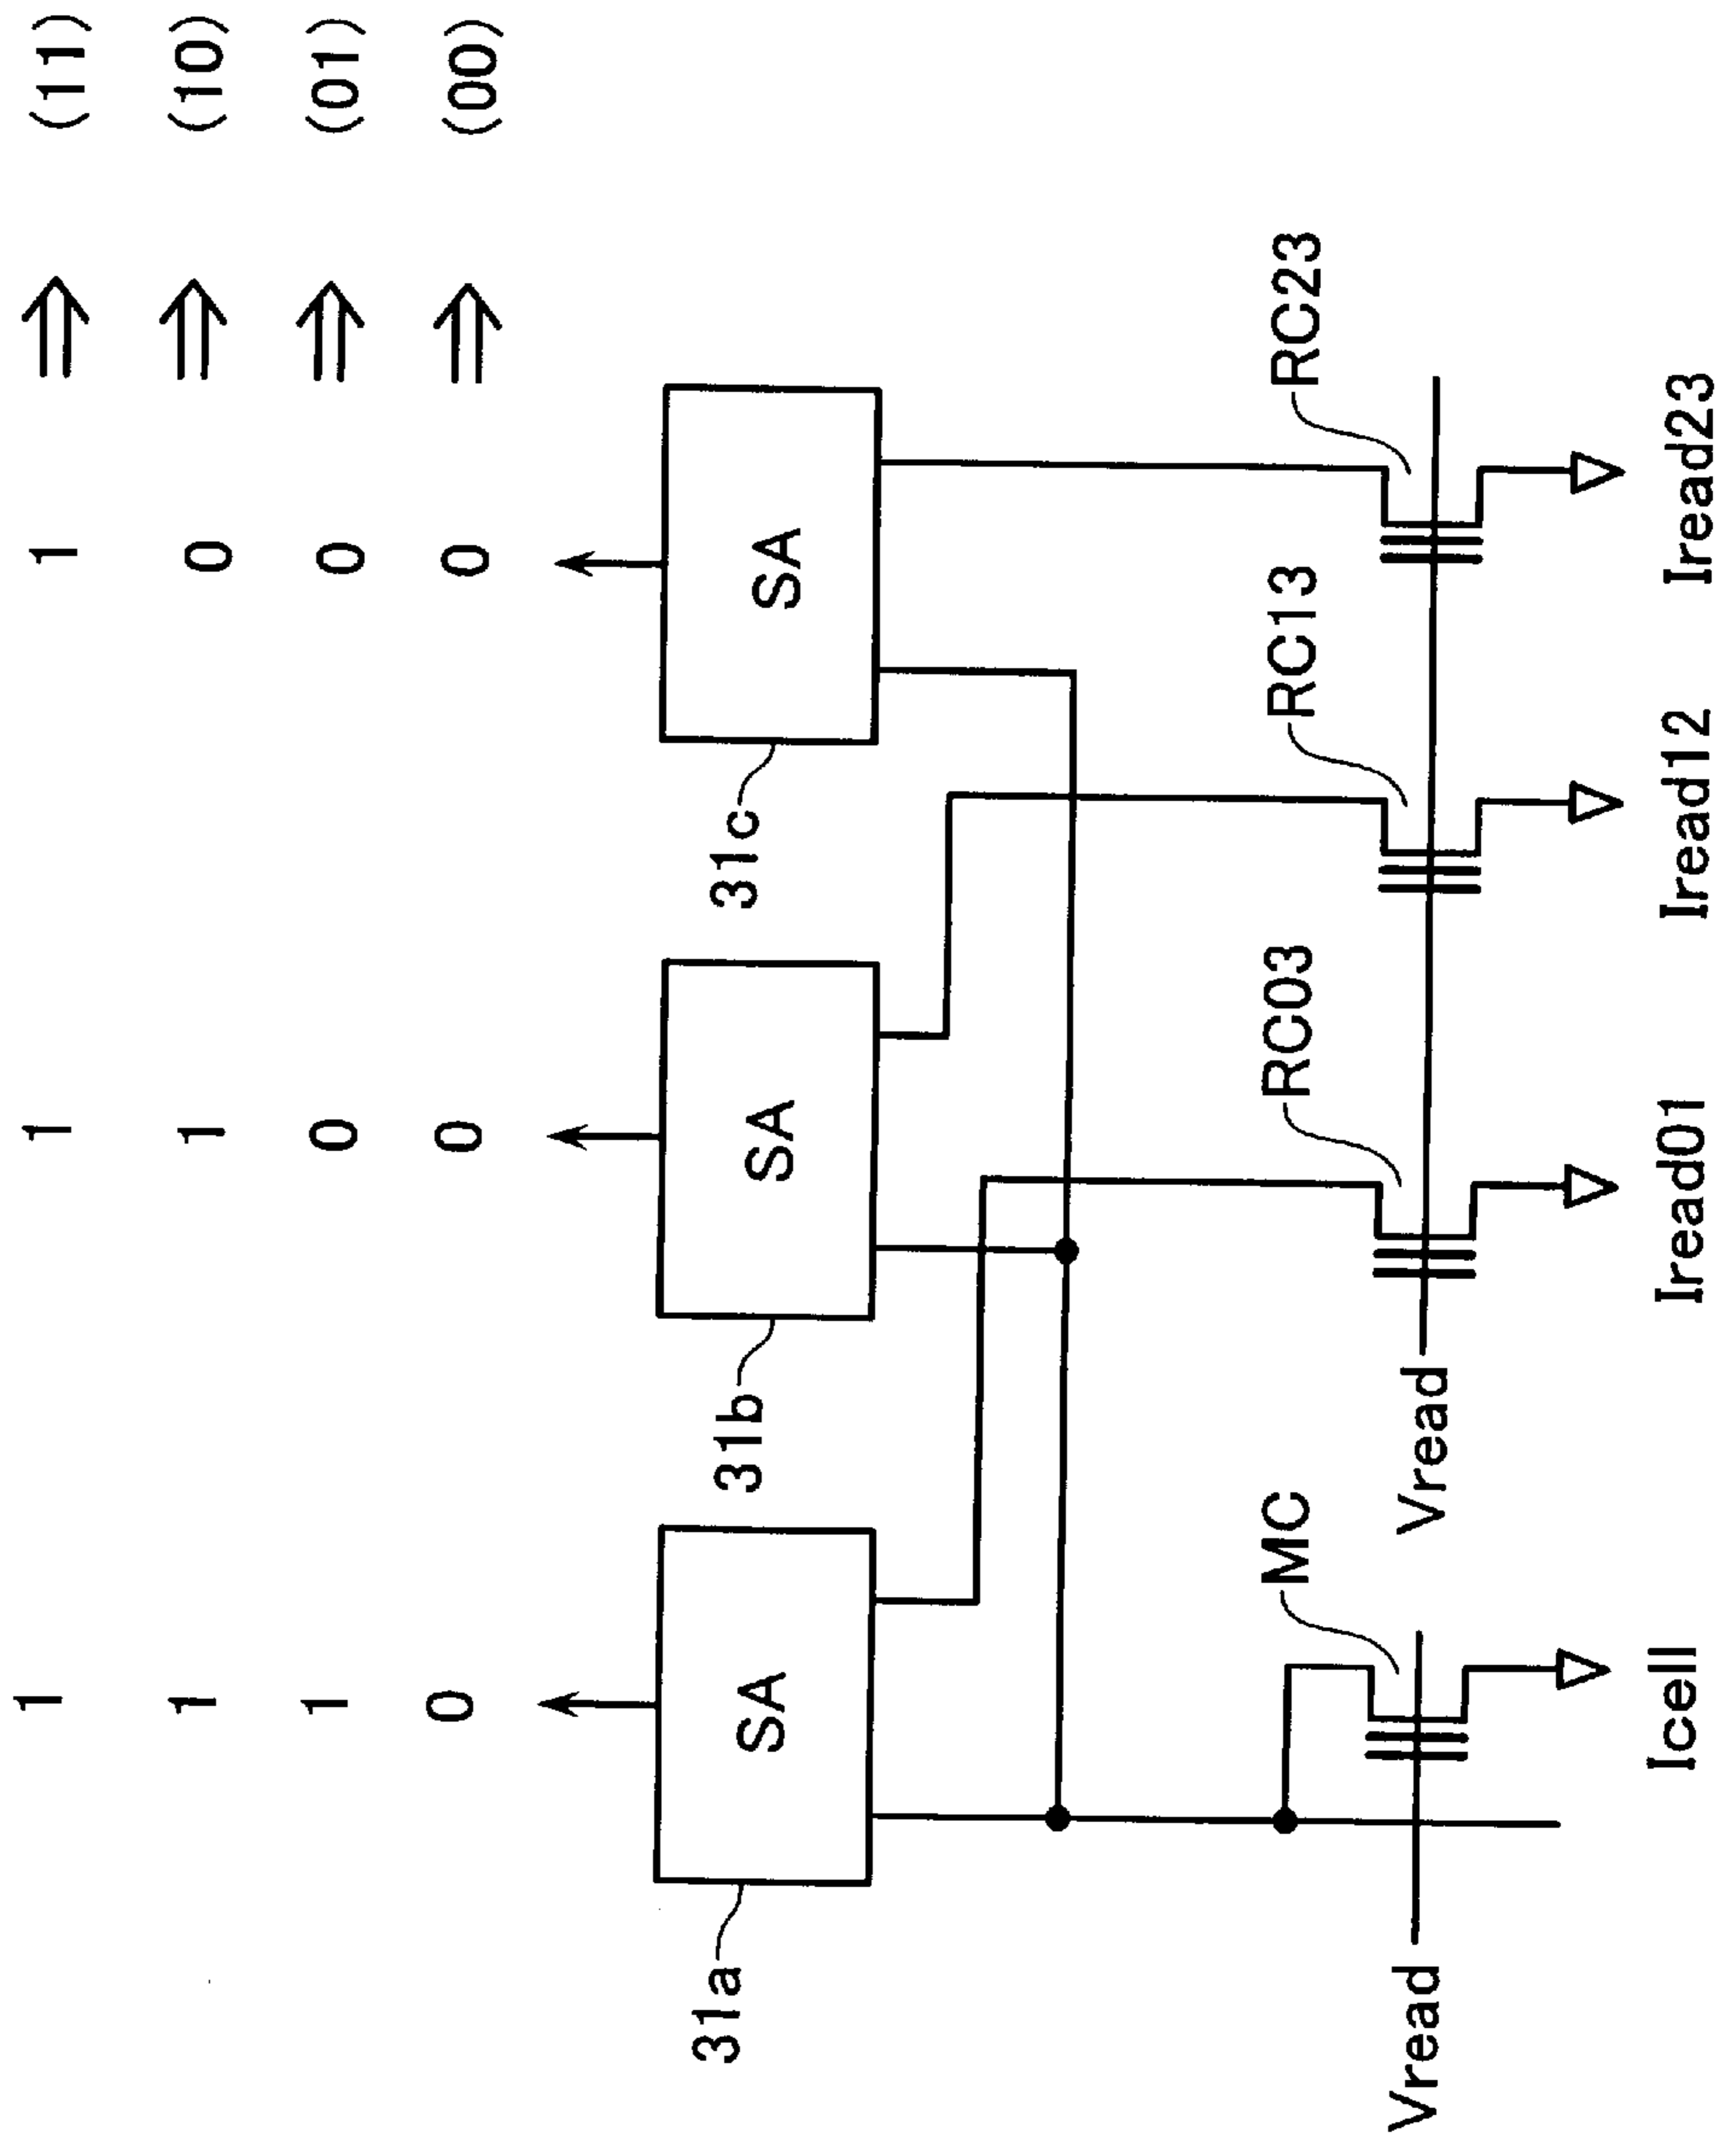 1 1 1 (11)
1 1 0 (10)
1 0 0 (01)
0 0 0 (00)
SA SA SA
31a 31b 31c
MC RC03 RC13 RC23
Vread Vread
Icell Iread01 Iread12 Iread23